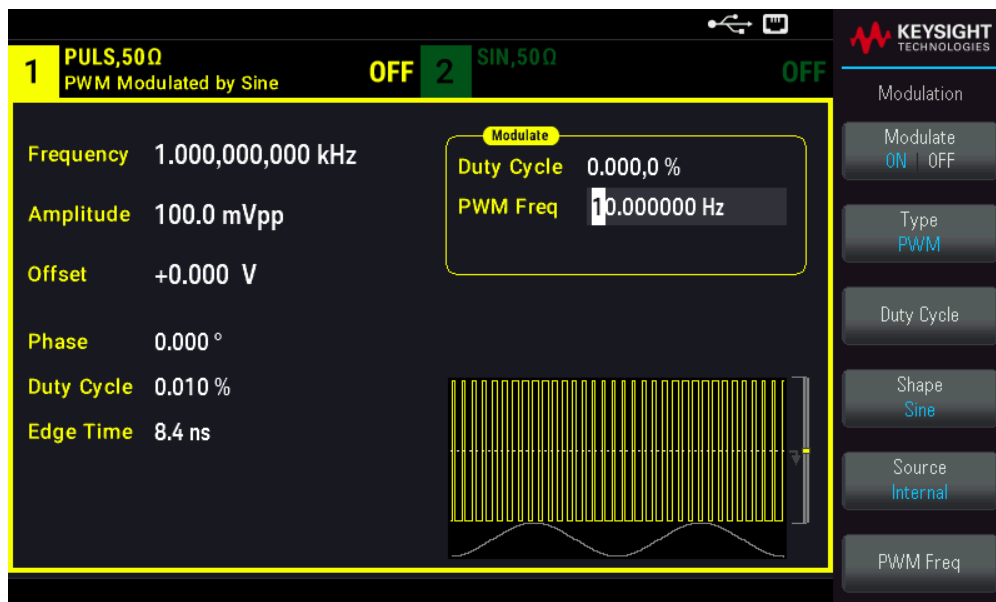 KEYSIGHT
TECHNOLOGIES
1
PULS,50Ω
PWM Modulated by Sine
OFF
2
SIN,50Ω
OFF
Frequency 1.000,000,000 kHz
Amplitude 100.0 mVpp
Offset +0.000 V
Phase 0.000 °
Duty Cycle 0.010 %
Edge Time 8.4 ns
Modulate
Duty Cycle 0.000,0 %
PWM Freq 10.000000 Hz
Modulation
Modulate
ON | OFF
Type
PWM
Duty Cycle
Shape
Sine
Source
Internal
PWM Freq